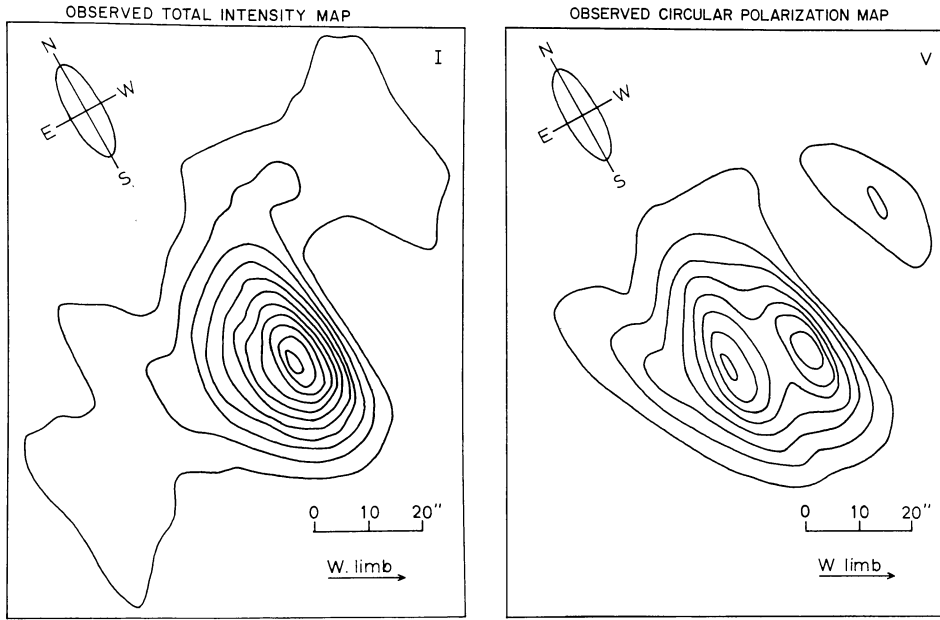 OBSERVED TOTAL INTENSITY MAP
I
N
W
E
S.
0 10 20"
W. limb
OBSERVED CIRCULAR POLARIZATION MAP
V
N
W
E
S
0 10 20"
W limb